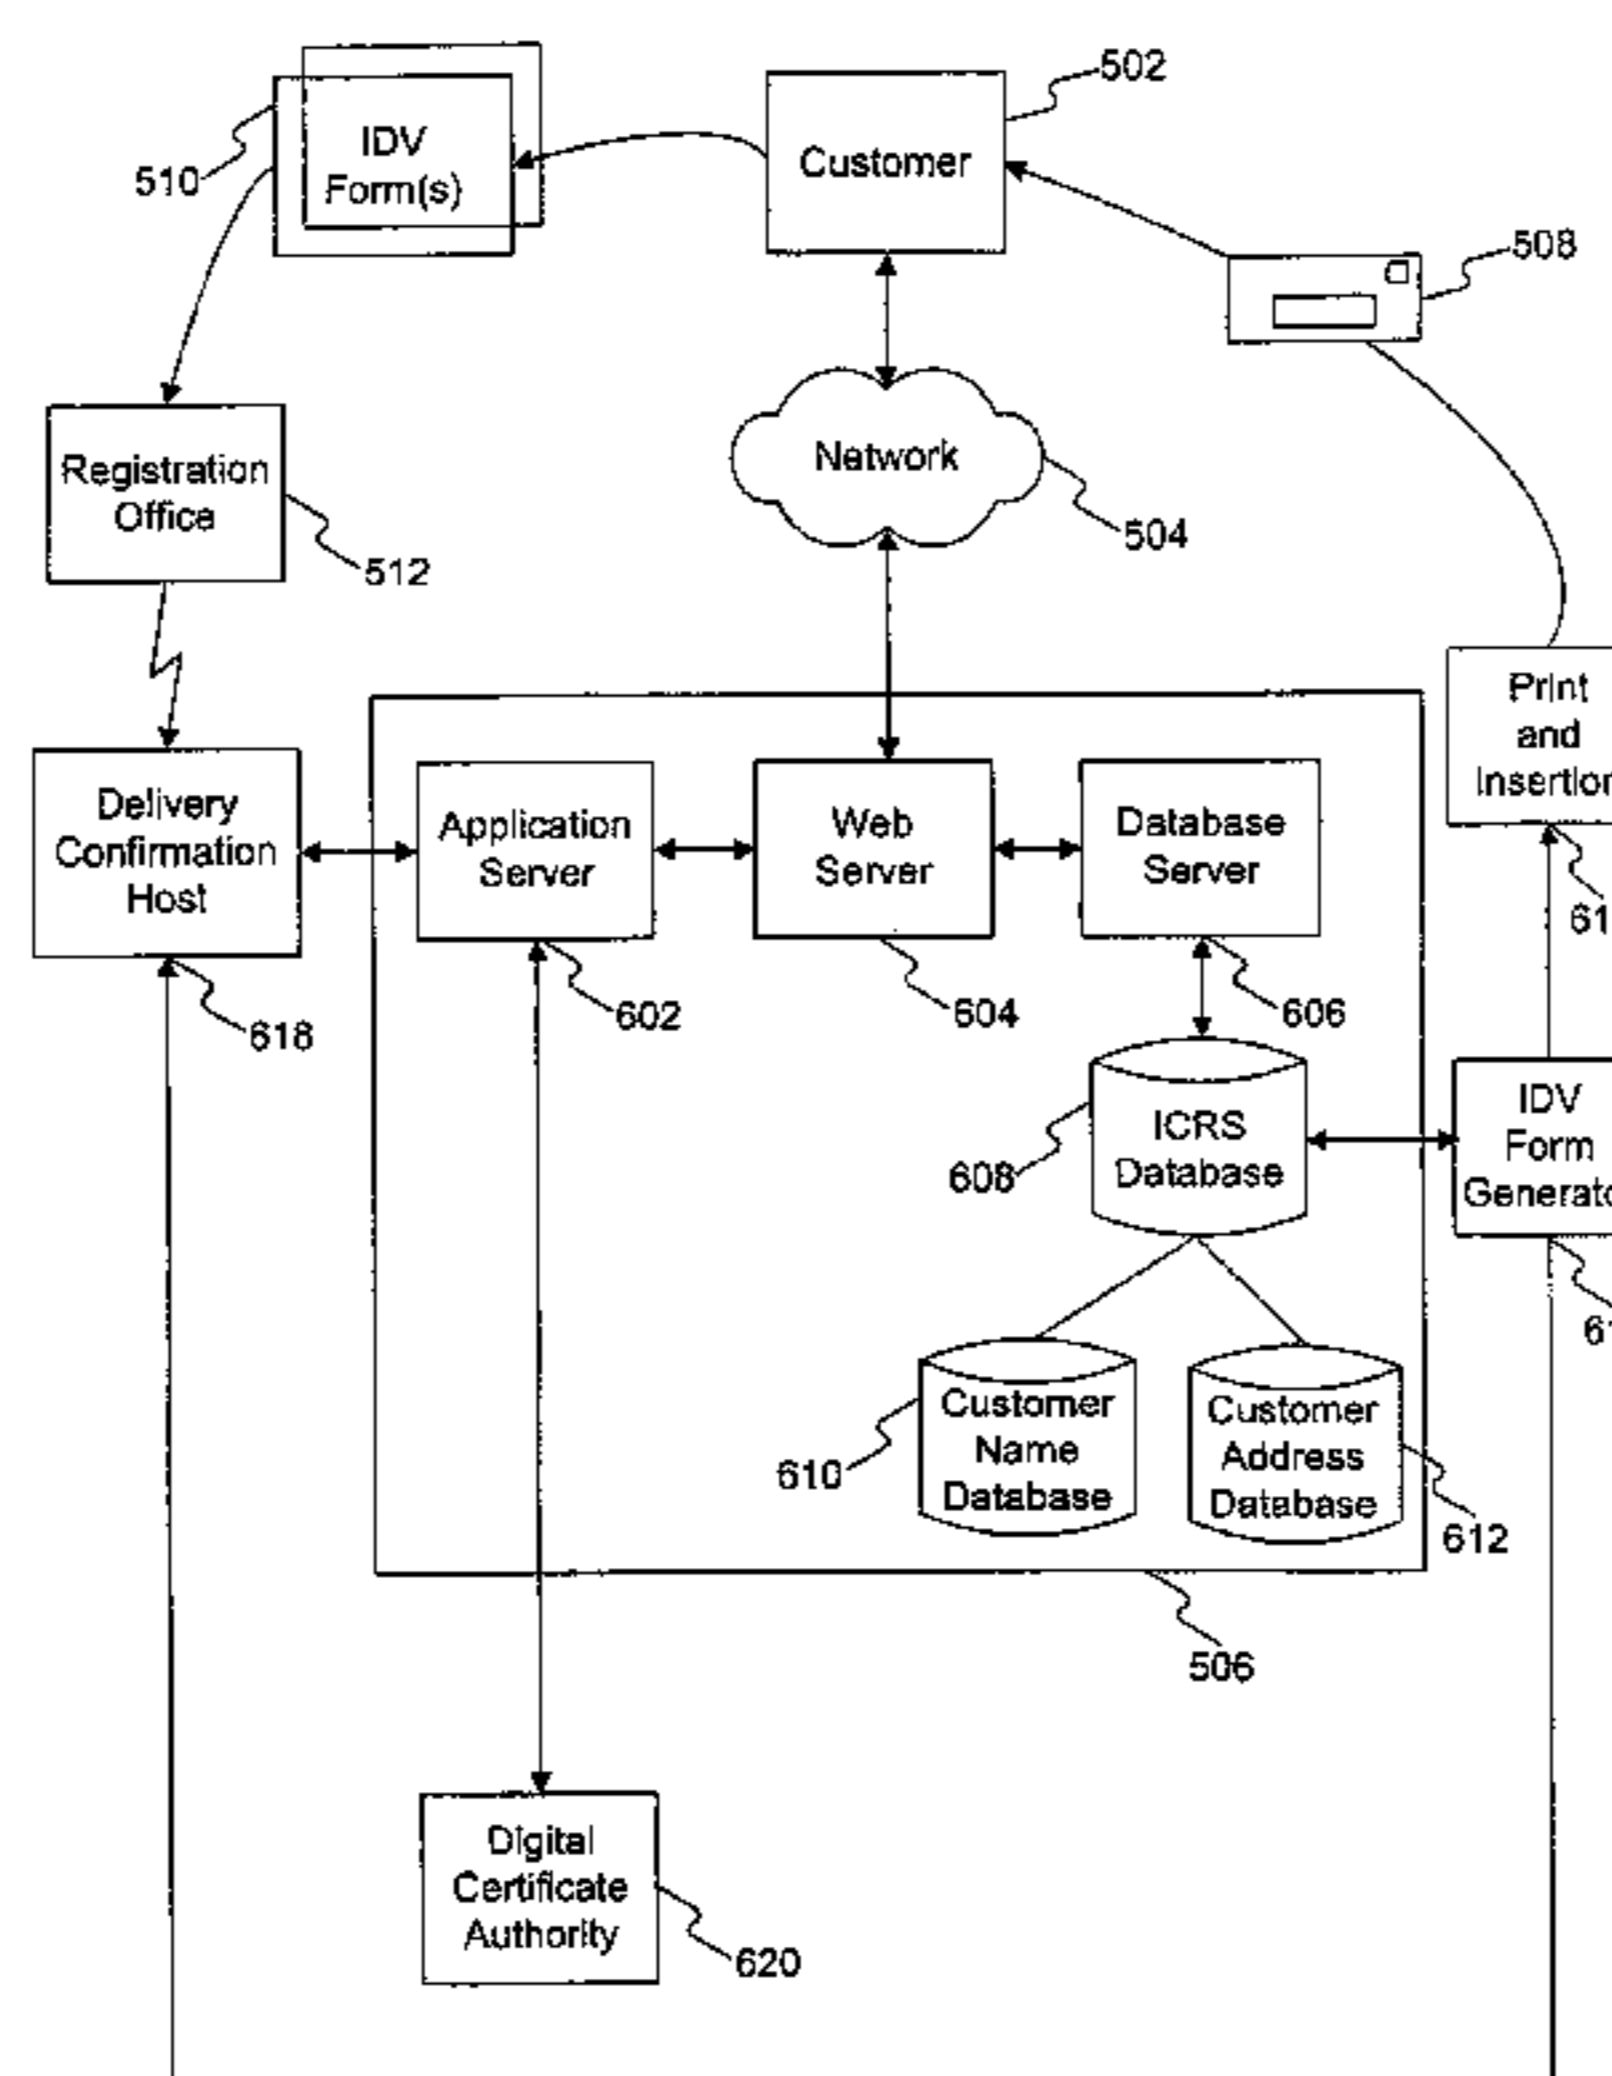 502
IDV
Form(s)
510
Customer
508
Network
504
Registration
Office
512
Print
and
Insertion
Delivery
Confirmation
Host
Application
Server
Web
Server
Database
Server
618
602
604
606
608
ICRS
Database
IDV
Form
610
Customer
Name
Database
Customer
Address
Database
612
506
Digital
Certificate
Authority
620